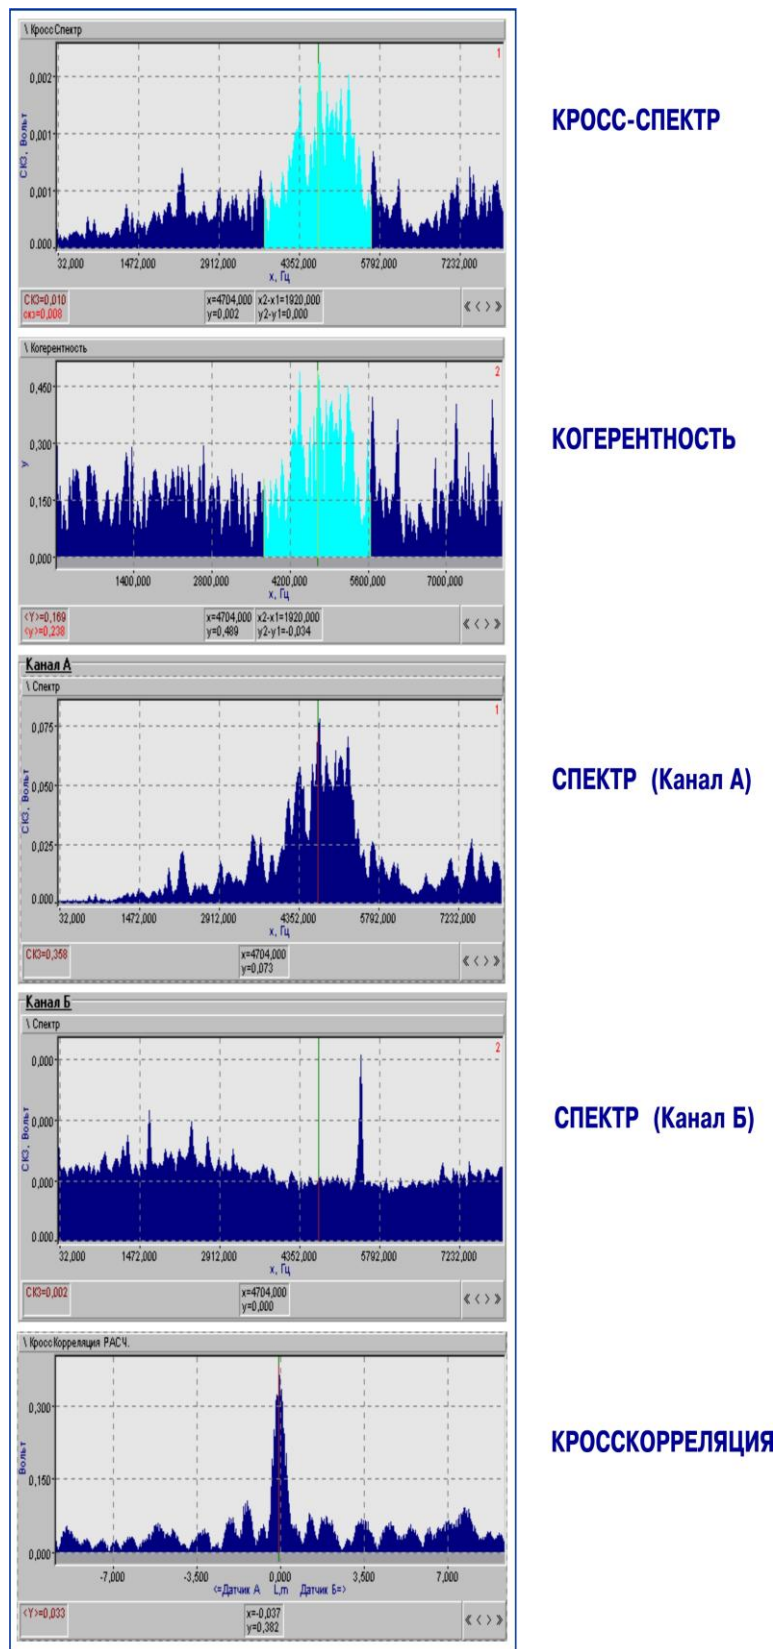 \ КроссСпектр
1
0,002
0,001
0,001
0.000
СКЗ, Вольт
32,000 1472,000 2912,000 4352,000 5792,000 7232,000
x, Гц
СКЗ=0,010 x=4704,000 x2-x1=1920,000
скз=0,008 y=0,002 y2-y1=0,000
КРОСС-СПЕКТР
\ Когерентность
2
0,450
0,300
0,150
0,000
У
1400,000 2800,000 4200,000 5600,000 7000,000
x, Гц
<Y>=0,169 x=4704,000 x2-x1=1920,000
<y>=0,238 y=0,489 y2-y1=-0,034
КОГЕРЕНТНОСТЬ
Канал А
\ Спектр
1
0,075
0,050
0,025
0.000
СКЗ, Вольт
32,000 1472,000 2912,000 4352,000 5792,000 7232,000
x, Гц
СКЗ=0,358 x=4704,000
y=0,073
СПЕКТР (Канал А)
Канал Б
\ Спектр
2
0,000
0,000
0,000
0.000
СКЗ, Вольт
32,000 1472,000 2912,000 4352,000 5792,000 7232,000
x, Гц
СКЗ=0,002 x=4704,000
y=0,000
СПЕКТР (Канал Б)
\ КроссКорреляция РАСЧ.
0,300
0,150
0,000
Вольт
-7,000 -3,500 0,000 3,500 7,000
<=Датчик А L,m Датчик Б=>
<Y>=0,033 x=-0,037
y=0,382
КРОССКОРРЕЛЯЦИЯ